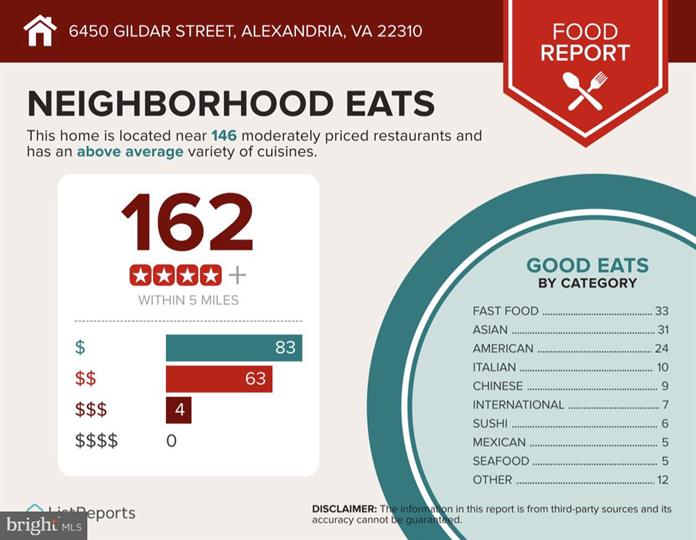 6450 GILDAR STREET, ALEXANDRIA, VA 22310
FOOD
REPORT
NEIGHBORHOOD EATS
This home is located near 146 moderately priced restaurants and
has an above average variety of cuisines.
162
+
WITHIN 5 MILES
$ 83
$$ 63
$$$ 4
$$$$ 0
GOOD EATS
BY CATEGORY
FAST FOOD 33
ASIAN 31
AMERICAN 24
ITALIAN 10
CHINESE 9
INTERNATIONAL 7
SUSHI 6
MEXICAN 5
SEAFOOD 5
OTHER 12
ListReports
bright MLS
DISCLAIMER: The information in this report is from third-party sources and its
accuracy cannot be guaranteed.